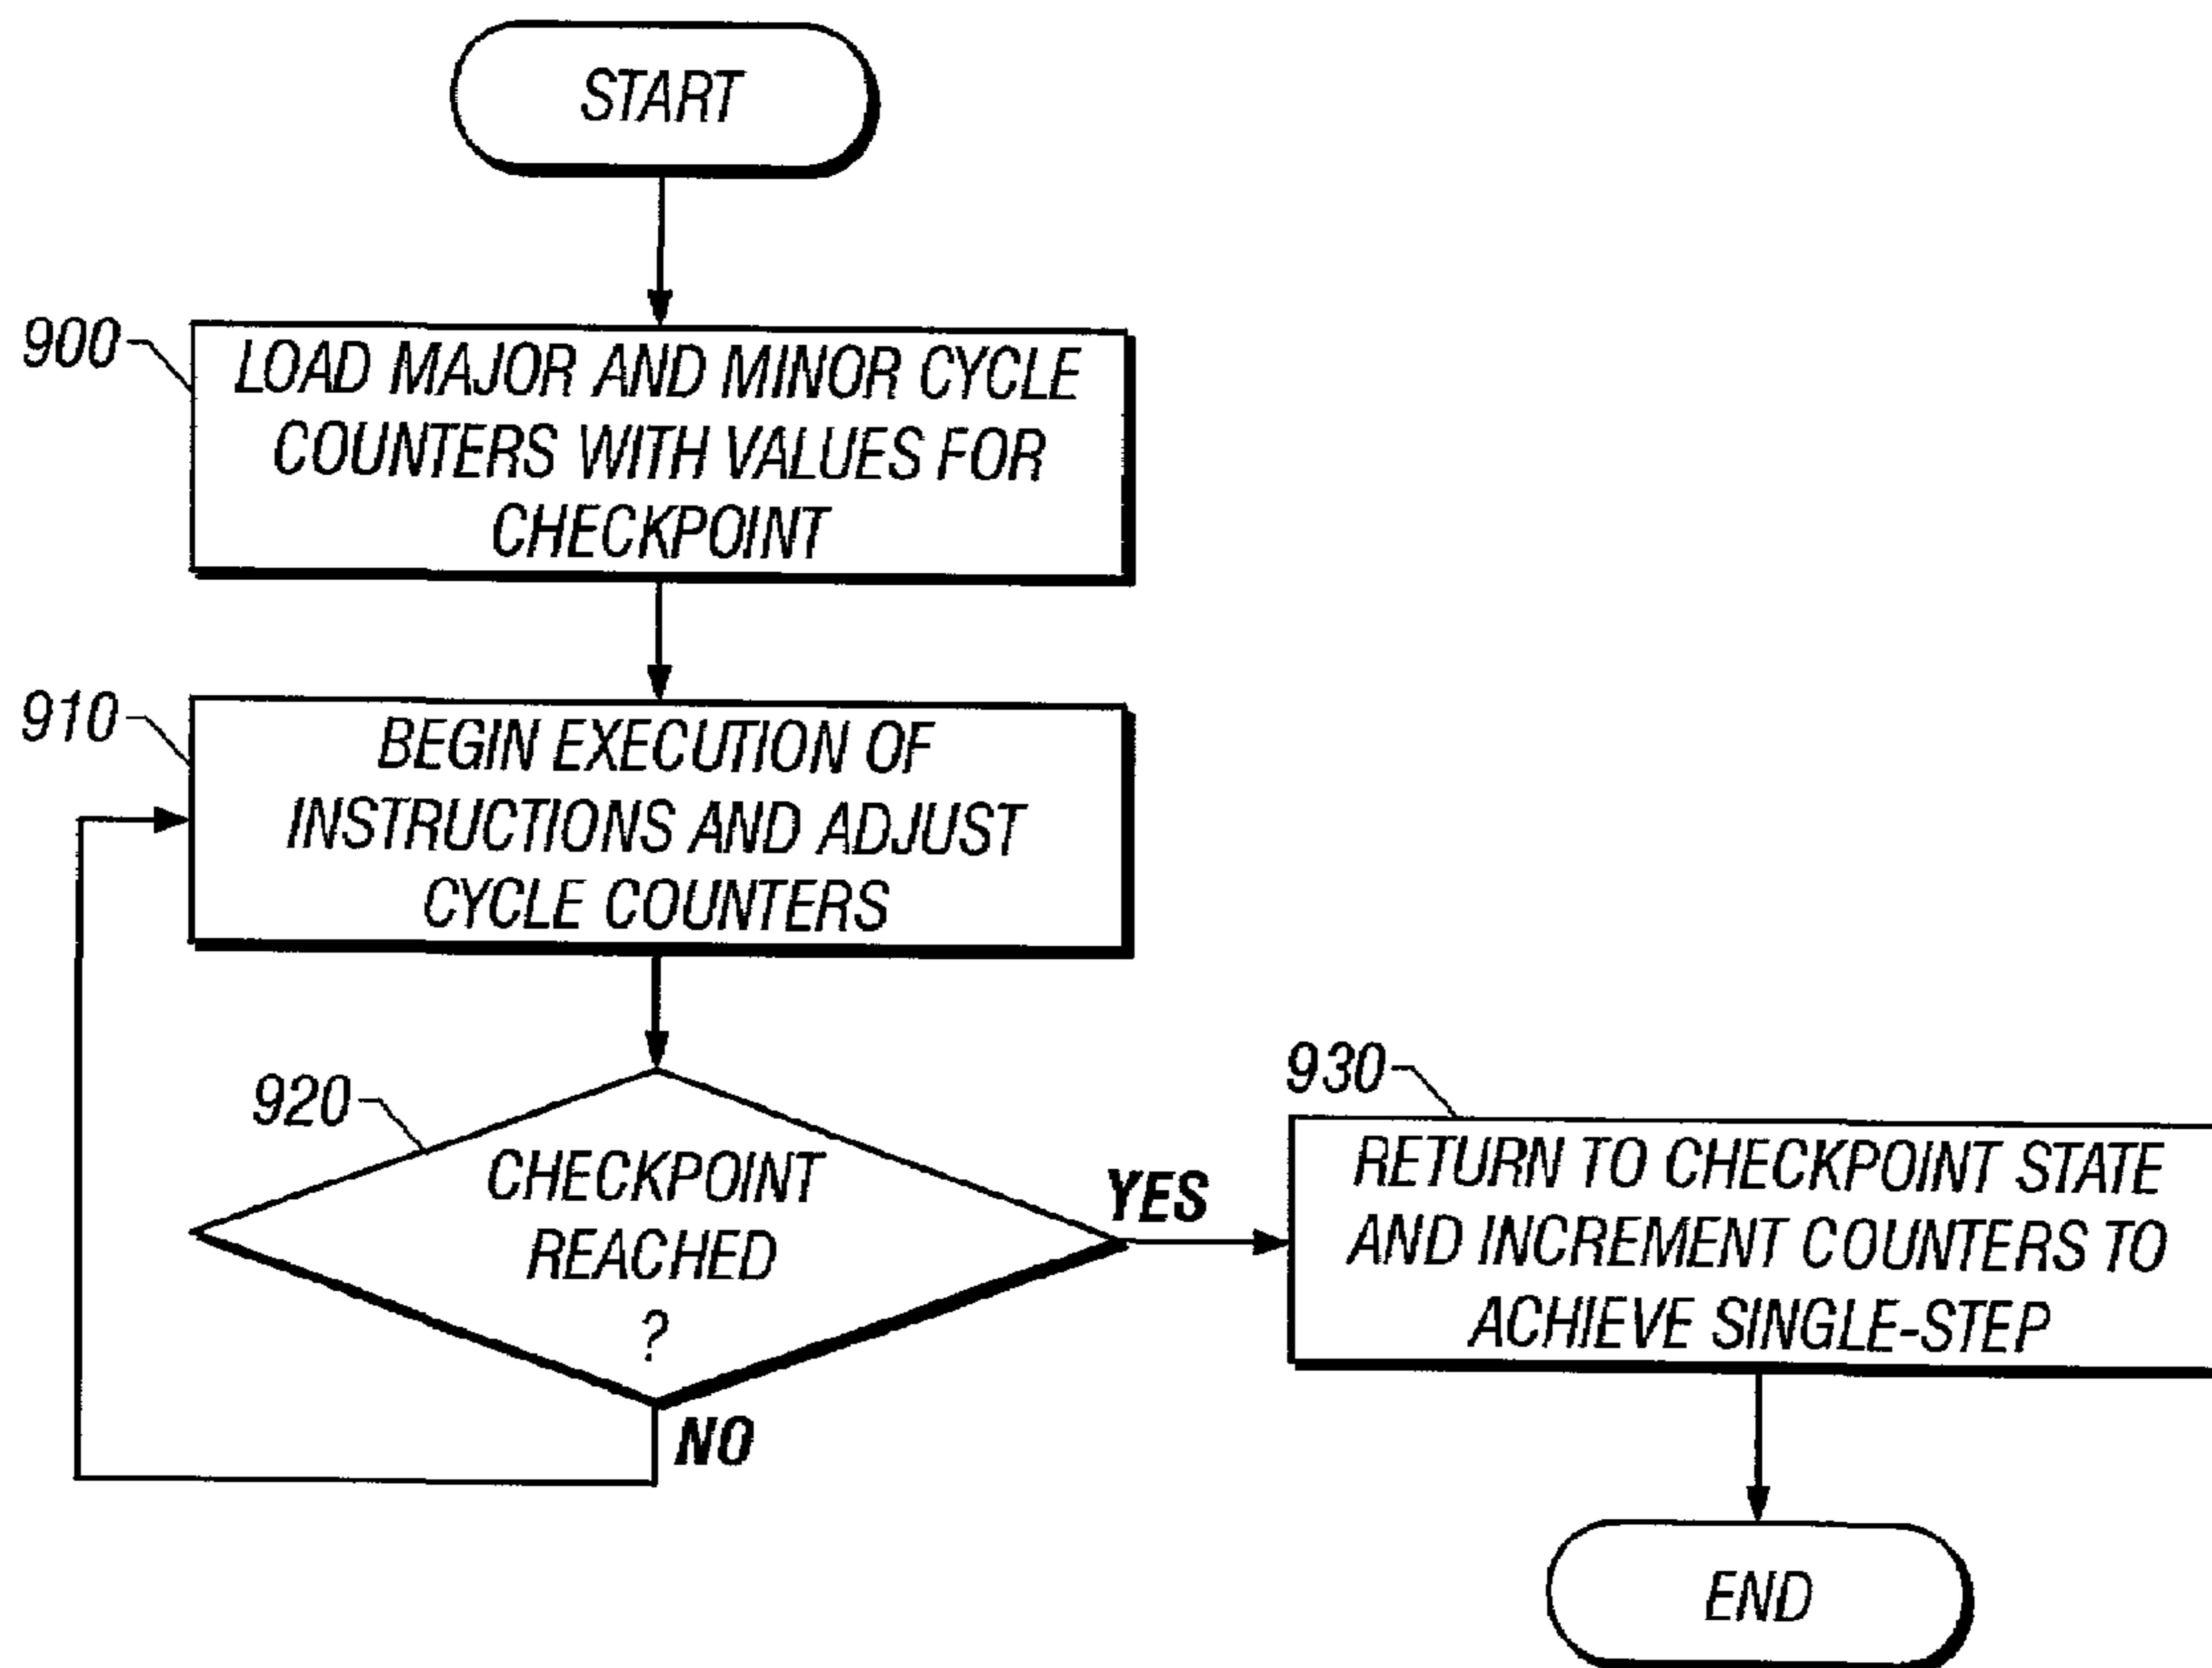 START
900
LOAD MAJOR AND MINOR CYCLE
COUNTERS WITH VALUES FOR
CHECKPOINT
910
BEGIN EXECUTION OF
INSTRUCTIONS AND ADJUST
CYCLE COUNTERS
920
CHECKPOINT
REACHED
?
YES
NO
930
RETURN TO CHECKPOINT STATE
AND INCREMENT COUNTERS TO
ACHIEVE SINGLE-STEP
END